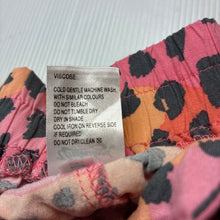 VISCOSE
COLD GENTLE MACHINE WASH
WITH SIMILAR COLOURS
DO NOT BLEACH
DO NOT TUMBLE DRY
DRY IN SHADE
COOL IRON ON REVERSE SIDE
IF REQUIRED
DO NOT DRY CLEAN